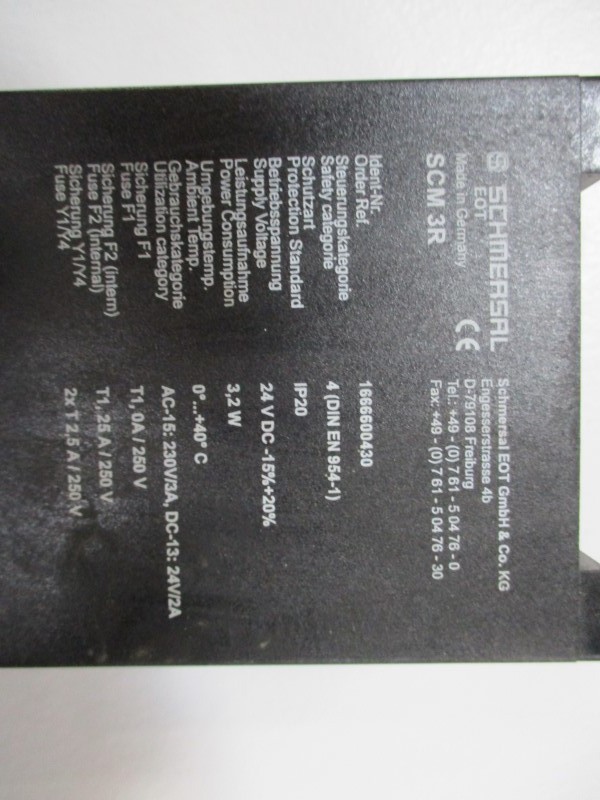 SCHMERSAL
EOT
Made in Germany
CE
SCM 3R
Schmersal EOT GmbH & Co. KG
Engesserstrasse 4b
D-79108 Freiburg
Tel.: +49 - (0) 7 61 - 5 04 76 - 0
Fax: +49 - (0) 7 61 - 5 04 76 - 30
Ident-Nr.
Order Ref. 1666600430
Steuerungskategorie
Safety categorie 4 (DIN EN 954-1)
Schutzart
Protection Standard IP20
Betriebsspannung
Supply Voltage 24 V DC -15%+20%
Leistungsaufnahme
Power Consumption 3,2 W
Umgebungstemp.
Ambient Temp. 0°...+40° C
Gebrauchskategorie
Utilization category AC-15: 230V/3A, DC-13: 24V/2A
Sicherung F1
Fuse F1 T1, 0A / 250 V
Sicherung F2 (intern)
Fuse F2 (internal) T1, 25 A / 250 V
Sicherung Y1/Y4
Fuse Y1/Y4 2x T 2,5 A / 250 V